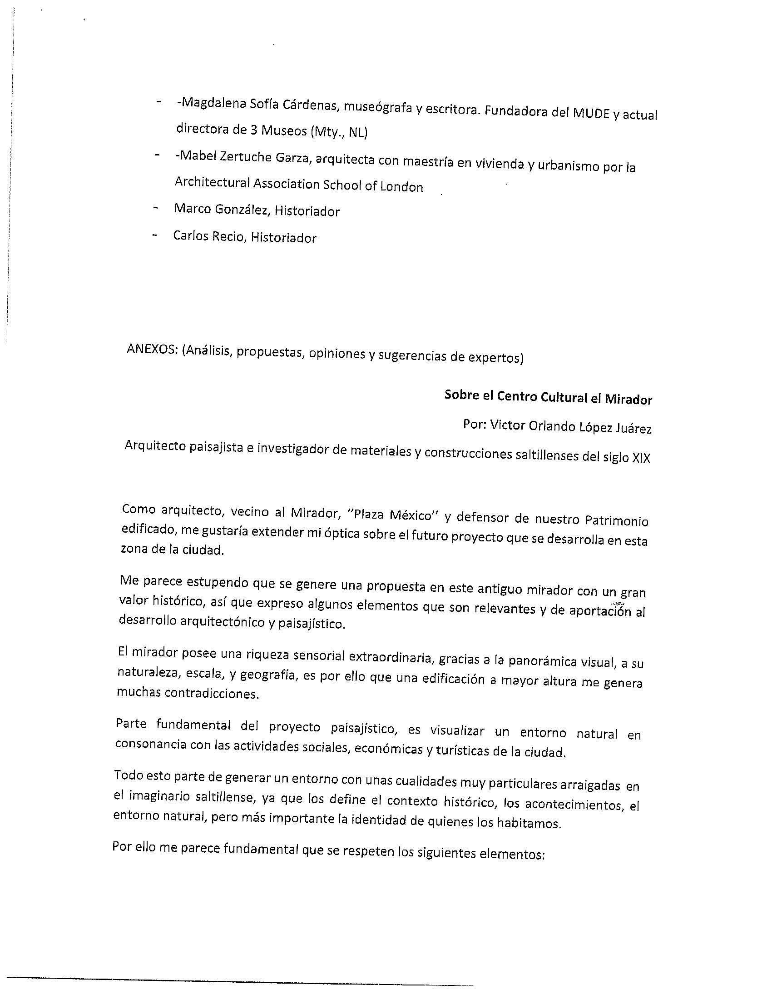 - -Magdalena Sofía Cárdenas, museógrafa y escritora. Fundadora del MUDE y actual
directora de 3 Museos (Mty., NL)
- -Mabel Zertuche Garza, arquitecta con maestría en vivienda y urbanismo por la
Architectural Association School of London
- Marco González, Historiador
- Carlos Recio, Historiador
ANEXOS: (Análisis, propuestas, opiniones y sugerencias de expertos)
Sobre el Centro Cultural el Mirador
Por: Victor Orlando López Juárez
Arquitecto paisajista e investigador de materiales y construcciones saltillenses del siglo XIX
Como arquitecto, vecino al Mirador, "Plaza México" y defensor de nuestro Patrimonio
edificado, me gustaría extender mi óptica sobre el futuro proyecto que se desarrolla en esta
zona de la ciudad.
Me parece estupendo que se genere una propuesta en este antiguo mirador con un gran
valor histórico, así que expreso algunos elementos que son relevantes y de aportación al
desarrollo arquitectónico y paisajístico.
El mirador posee una riqueza sensorial extraordinaria, gracias a la panorámica visual, a su
naturaleza, escala, y geografía, es por ello que una edificación a mayor altura me genera
muchas contradicciones.
Parte fundamental del proyecto paisajístico, es visualizar un entorno natural en
consonancia con las actividades sociales, económicas y turísticas de la ciudad.
Todo esto parte de generar un entorno con unas cualidades muy particulares arraigadas en
el imaginario saltillense, ya que los define el contexto histórico, los acontecimientos, el
entorno natural, pero más importante la identidad de quienes los habitamos.
Por ello me parece fundamental que se respeten los siguientes elementos: